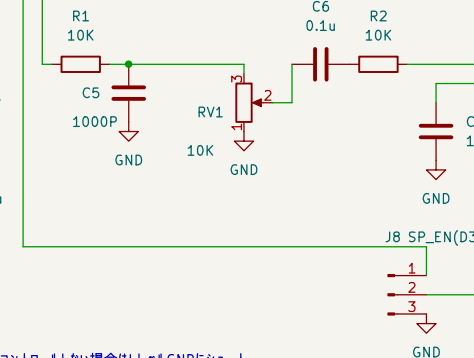 C6
R1
0.1u
R2
10K
10K
C5
3
2
RV1
1000P
1
10K
GND
GND
GND
J8 SP_EN(D3
1
2
3
GND